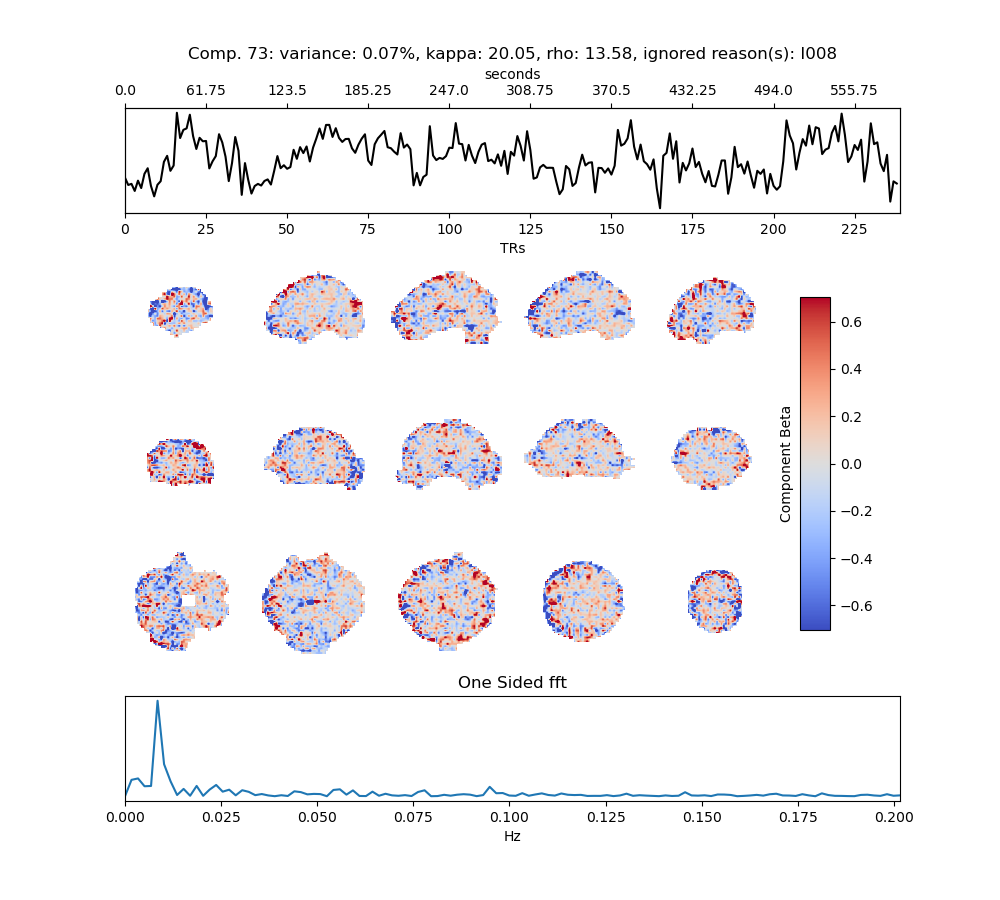 Comp. 73: variance: 0.07%, kappa: 20.05, rho: 13.58, ignored reason(s): I008
seconds
0.0 61.75 123.5 185.25 247.0 308.75 370.5 432.25 494.0 555.75
0 25 50 75 100 125 150 175 200 225
TRs
0.6
0.4
0.2
0.0
−0.2
−0.4
−0.6
Component Beta
One Sided fft
0.000 0.025 0.050 0.075 0.100 0.125 0.150 0.175 0.200
Hz